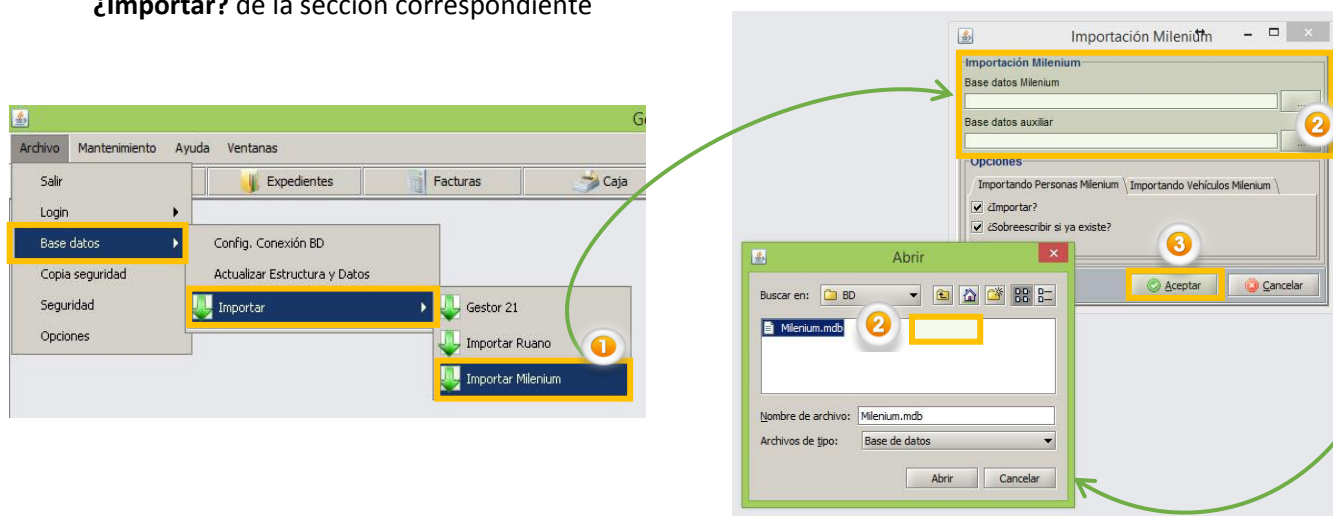 ¿Importar? de la sección correspondiente
Archivo Mantenimiento Ayuda Ventanas
Expedientes Facturas Caja
Salir
Login
Base datos
Copia seguridad
Seguridad
Opciones
Config. Conexión BD
Actualizar Estructura y Datos
Importar
Gestor 21
Importar Ruano
Importar Milenium
1
Importación Milenium
Importación Milenium
Base datos Milenium
...
Base datos auxiliar
...
2
Opciones
Importando Personas Milenium Importando Vehículos Milenium
¿Importar?
¿Sobreescribir si ya existe?
3
Aceptar Cancelar
Abrir
Buscar en: BD
Milenium.mdb
2
Nombre de archivo: Milenium.mdb
Archivos de tipo: Base de datos
Abrir Cancelar